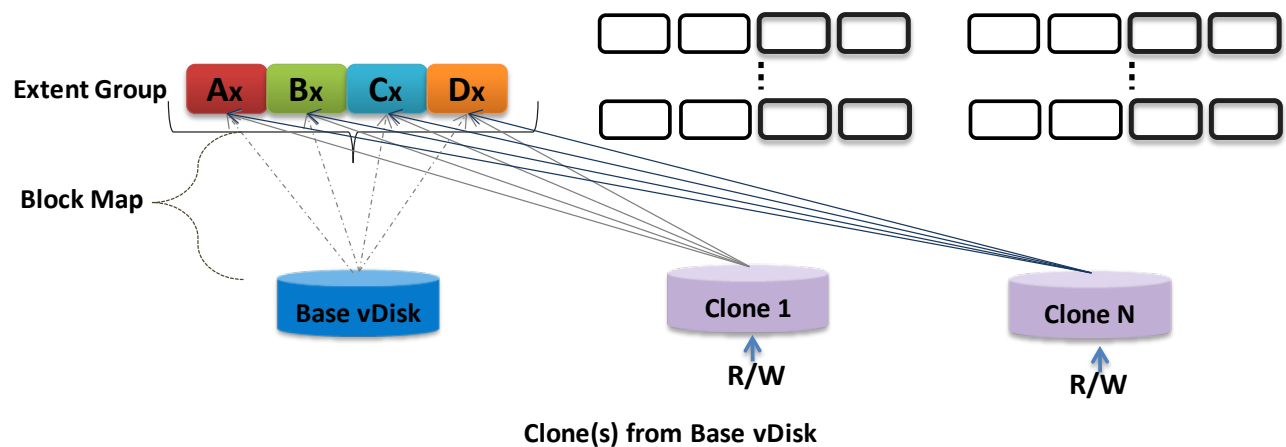 Extent Group
Ax Bx Cx Dx
Block Map
Base vDisk
Clone 1
Clone N
R/W
R/W
Clone(s) from Base vDisk